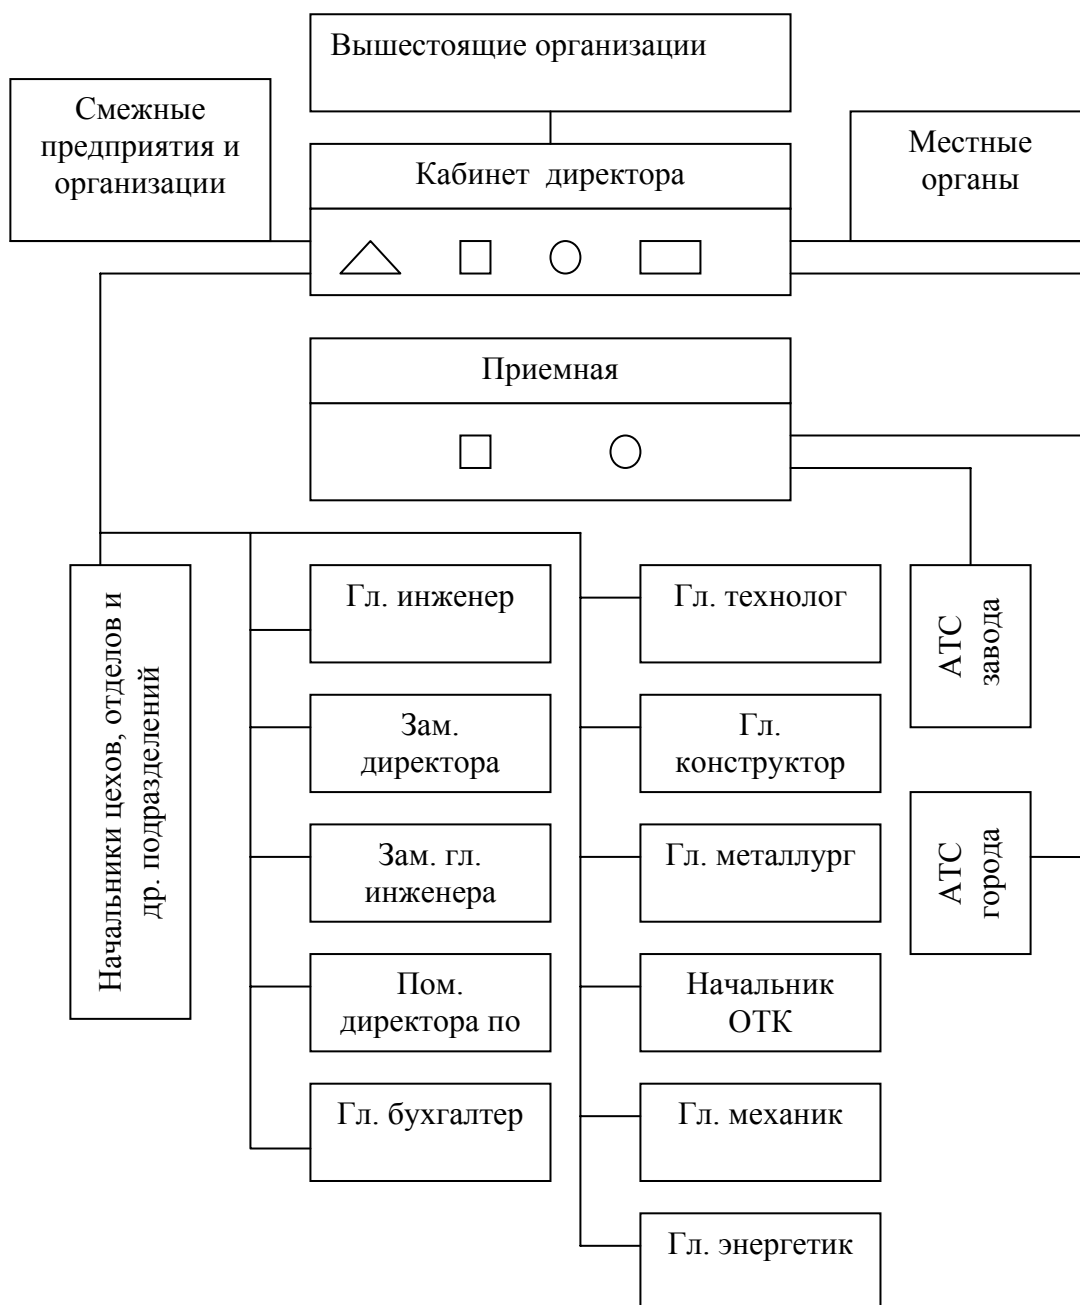 Вышестоящие организации
Смежные
предприятия и
организации
Местные
органы
Кабинет директора
Приемная
Начальники цехов, отделов и
др. подразделений
Гл. инженер
Зам.
директора
Зам. гл.
инженера
Пом.
директора по
Гл. бухгалтер
Гл. технолог
Гл.
конструктор
Гл. металлург
Начальник
ОТК
Гл. механик
Гл. энергетик
АТС
завода
АТС
города